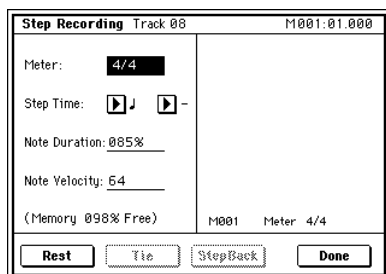 Step Recording Track 08 M001:01.000
Meter: 4/4
Step Time: ♩ -
Note Duration: 085%
Note Velocity: 64
(Memory 098% Free) M001 Meter 4/4
Rest Tie StepBack Done